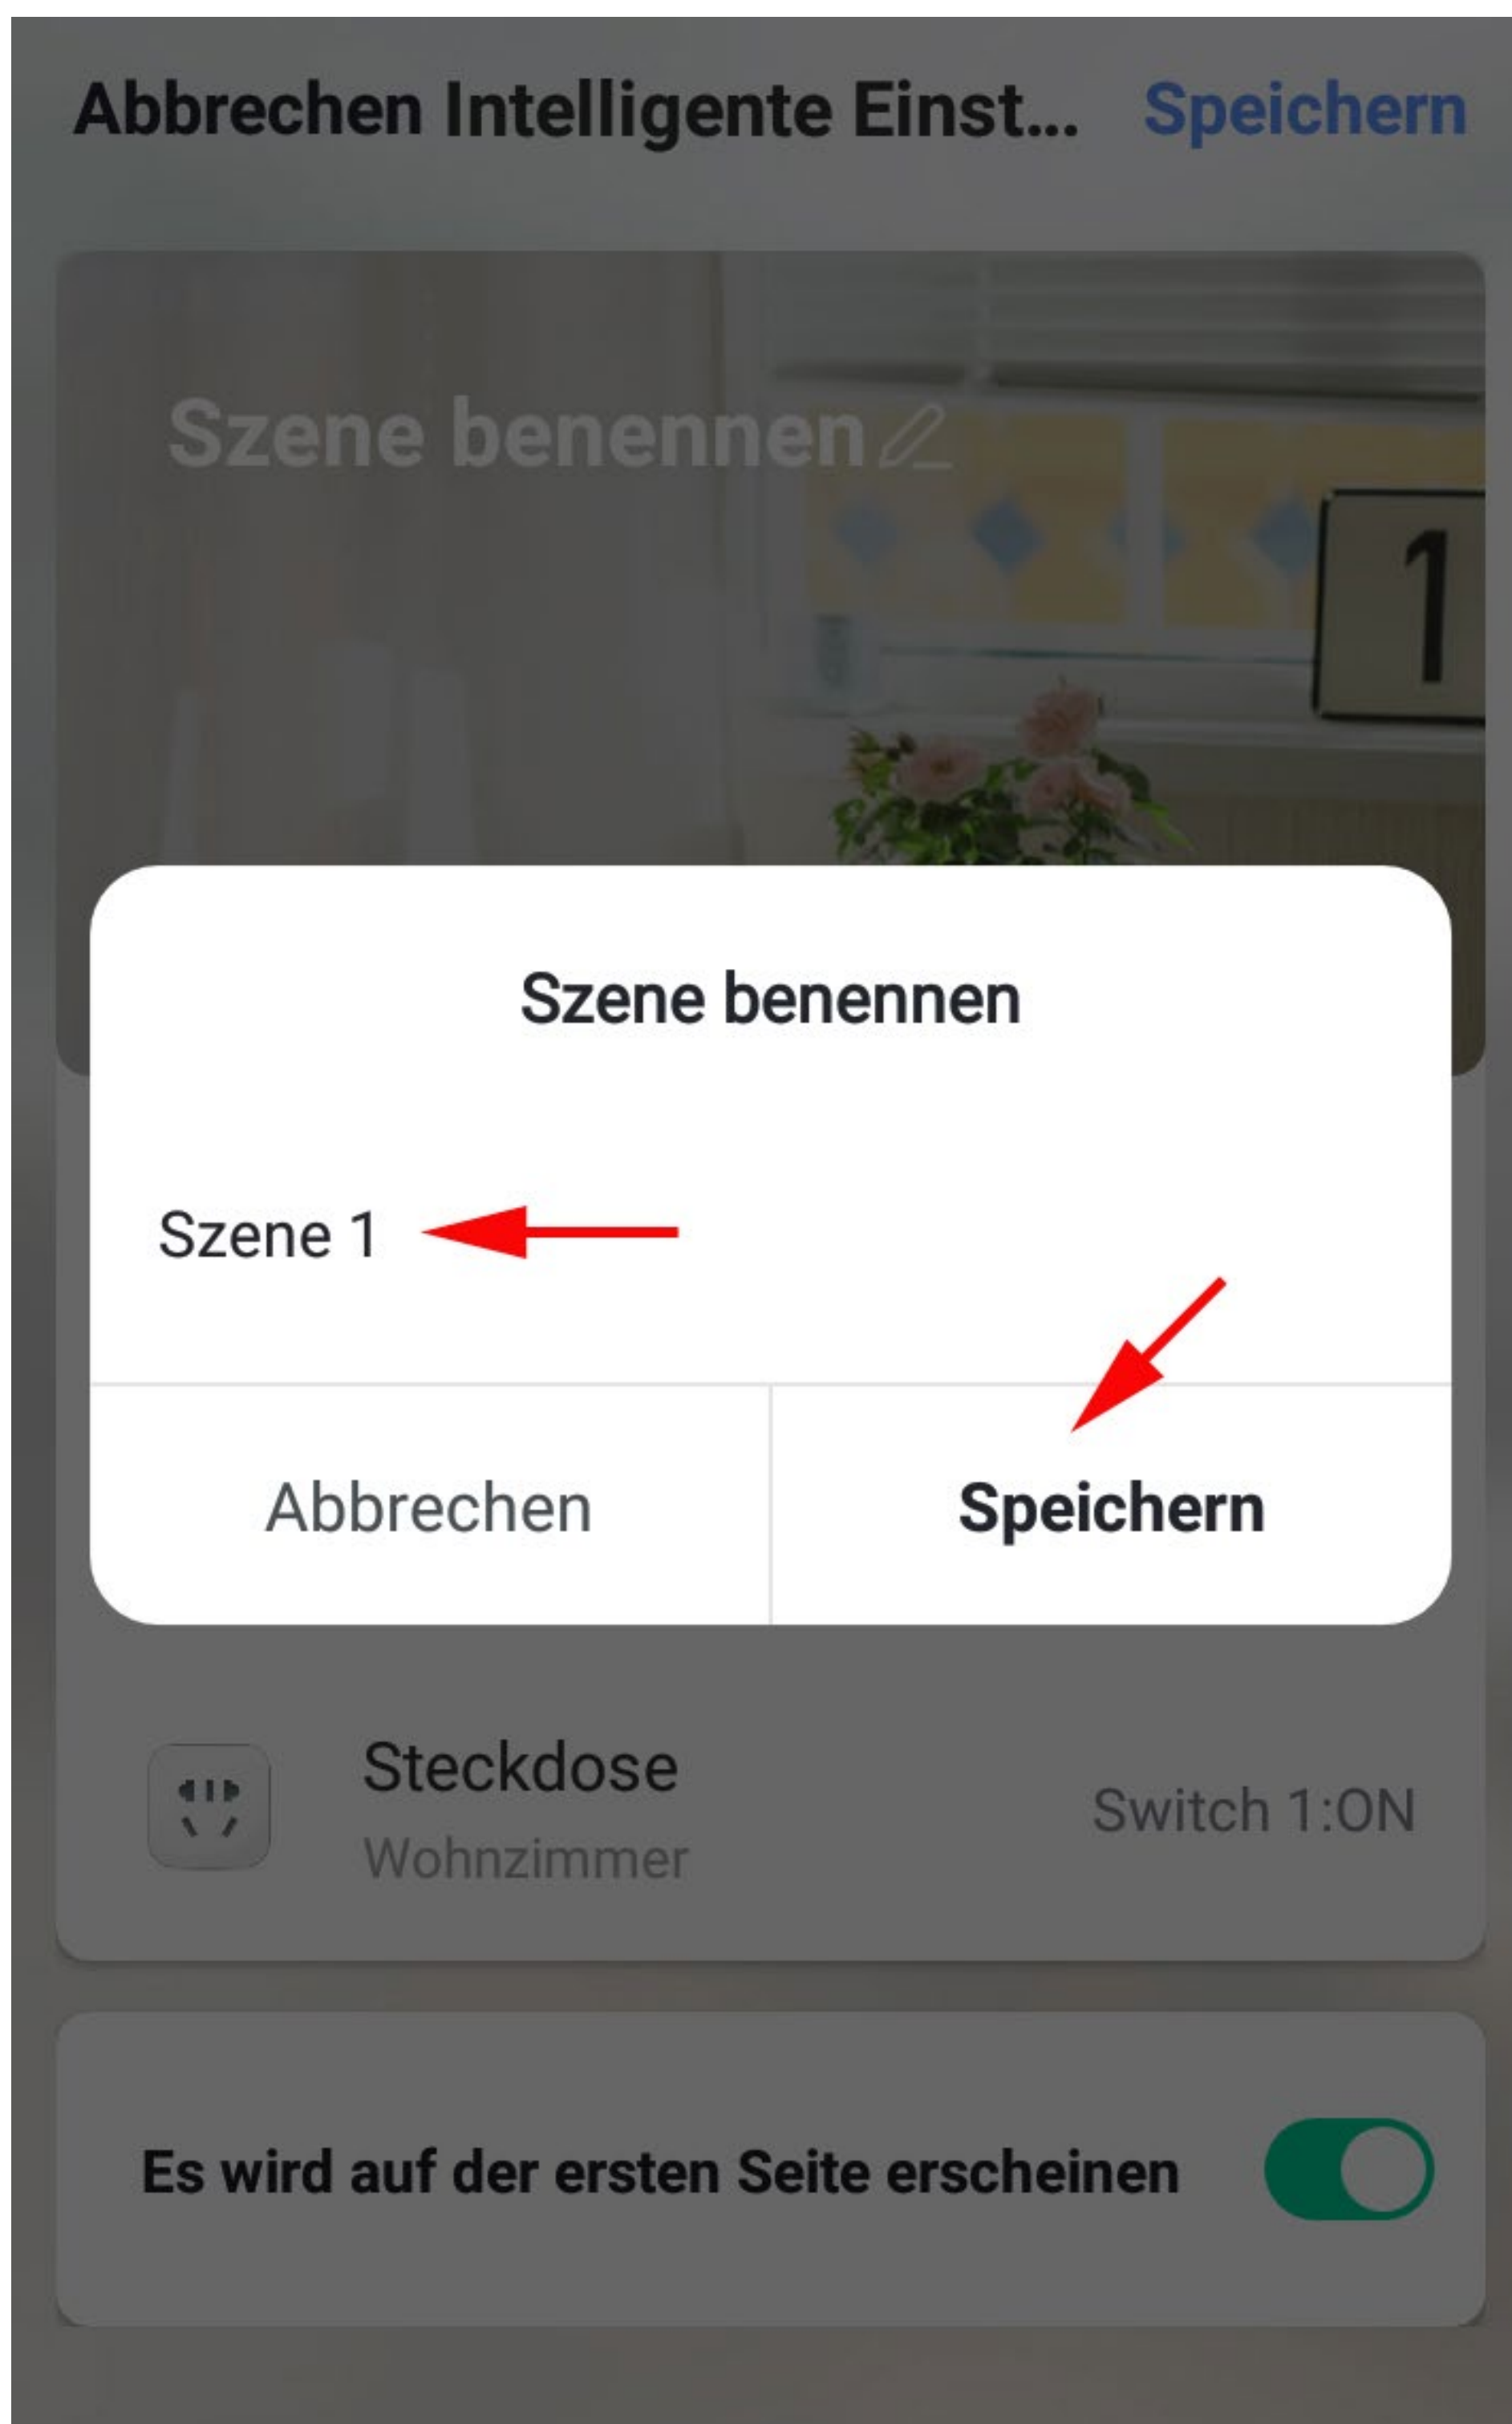 Abbrechen Intelligente Einst... Speichern
Szene benennen
1
Szene benennen
Szene 1
Abbrechen Speichern
Steckdose
Switch 1:ON
Wohnzimmer
Es wird auf der ersten Seite erscheinen